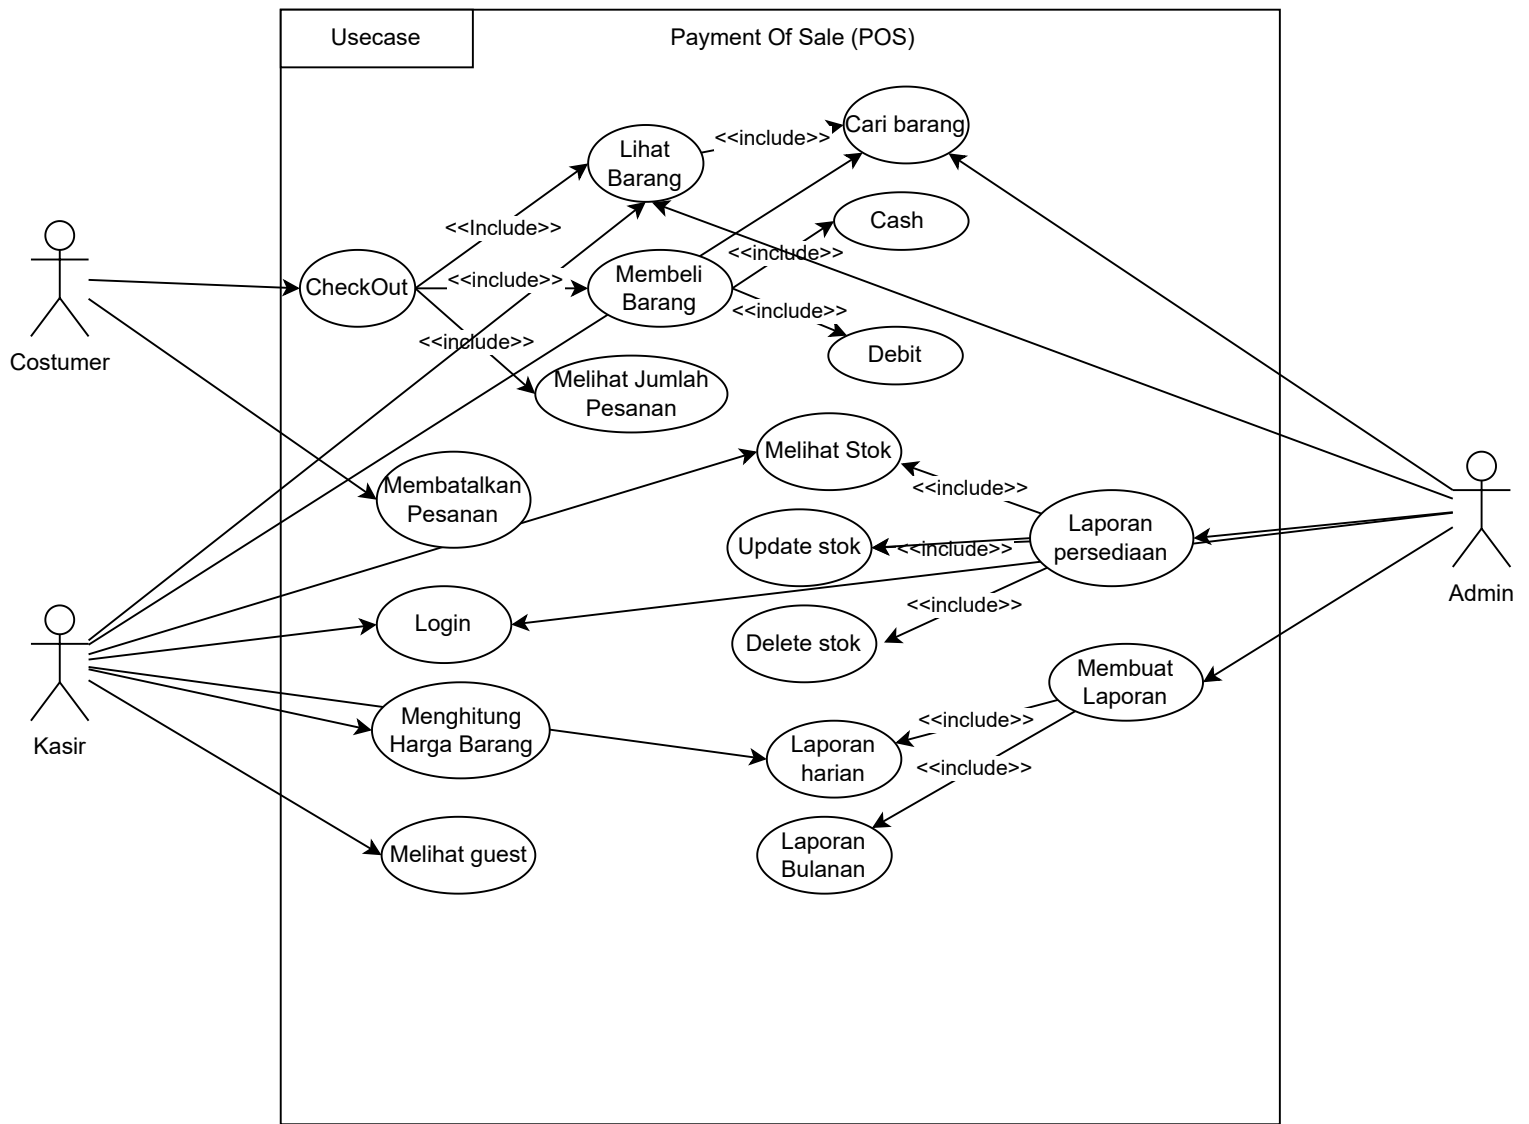 Usecase
Payment Of Sale (POS)
Cari barang
<<include>>
Lihat
Barang
<<Include>>
Cash
<<include>>
CheckOut
<<include>>
Membeli
Barang
<<include>>
<<include>>
Debit
Costumer
Melihat Jumlah
Pesanan
Melihat Stok
<<include>>
Membatalkan
Pesanan
Laporan
persediaan
Update stok
<<include>>
Admin
<<include>>
Login
Delete stok
Membuat
Laporan
Kasir
Menghitung
Harga Barang
<<include>>
Laporan
harian
<<include>>
Melihat guest
Laporan
Bulanan